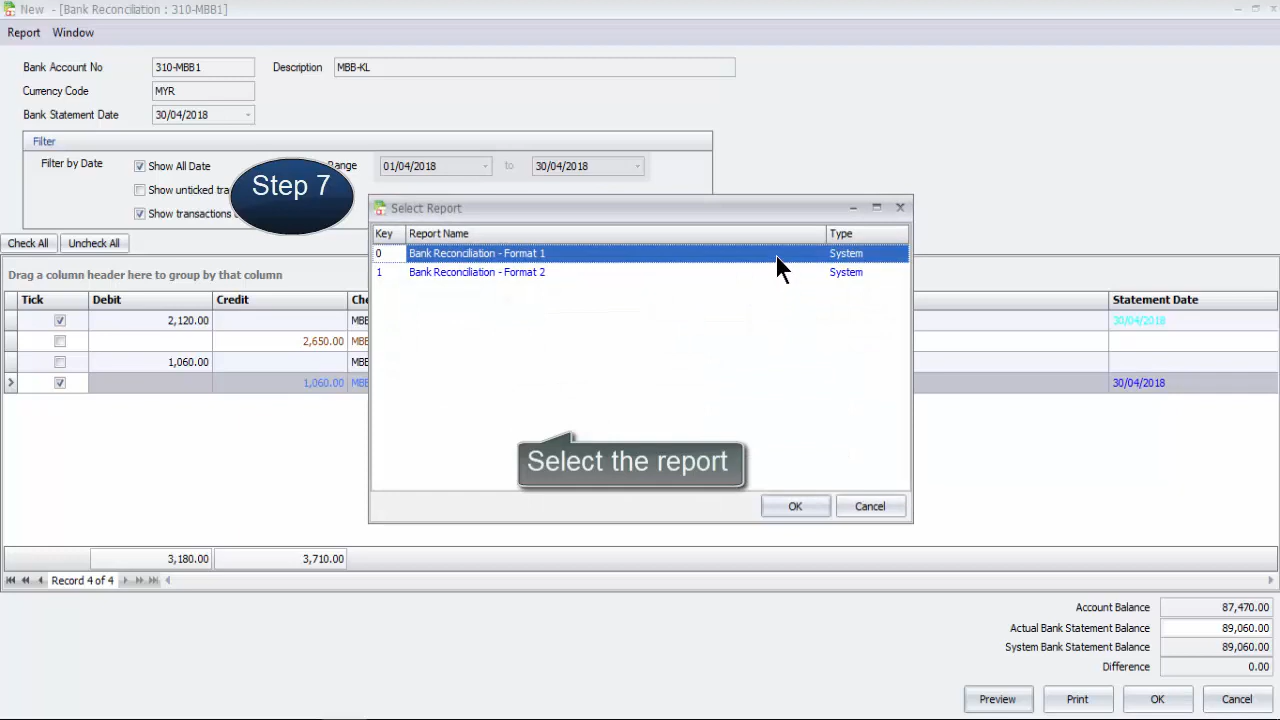 New - [Bank Reconciliation : 310-MBB1]
Report Window
Bank Account No 310-MBB1 Description MBB-KL
Currency Code MYR
Bank Statement Date 30/04/2018
Filter
Filter by Date Show All Date Range 01/04/2018 to 30/04/2018
Show unticked
Show transactions
Step 7
Select Report
Key Report Name Type
0 Bank Reconciliation - Format 1 System
1 Bank Reconciliation - Format 2 System
Check All Uncheck All
Drag a column header here to group by that column
Tick Debit Credit Statement Date
2,120.00 30/04/2018
2,650.00
1,060.00
1,060.00 30/04/2018
Select the report
OK Cancel
3,180.00 3,710.00
Record 4 of 4
Account Balance 87,470.00
Actual Bank Statement Balance 89,060.00
System Bank Statement Balance 89,060.00
Difference 0.00
Preview Print OK Cancel